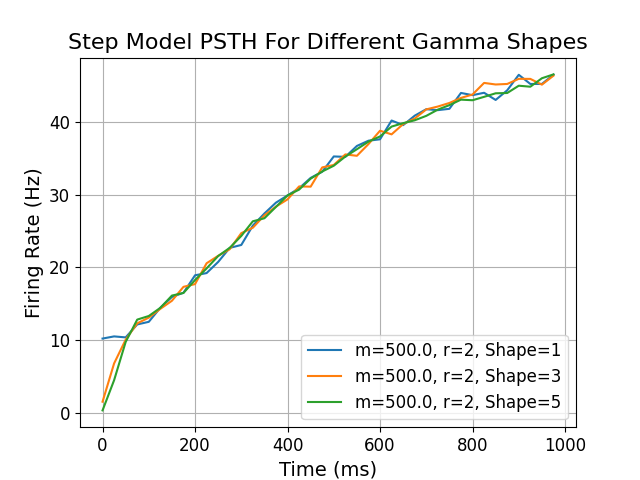 Step Model PSTH For Different Gamma Shapes
Firing Rate (Hz)
40
30
20
10
0
m=500.0, r=2, Shape=1
m=500.0, r=2, Shape=3
m=500.0, r=2, Shape=5
0 200 400 600 800 1000
Time (ms)